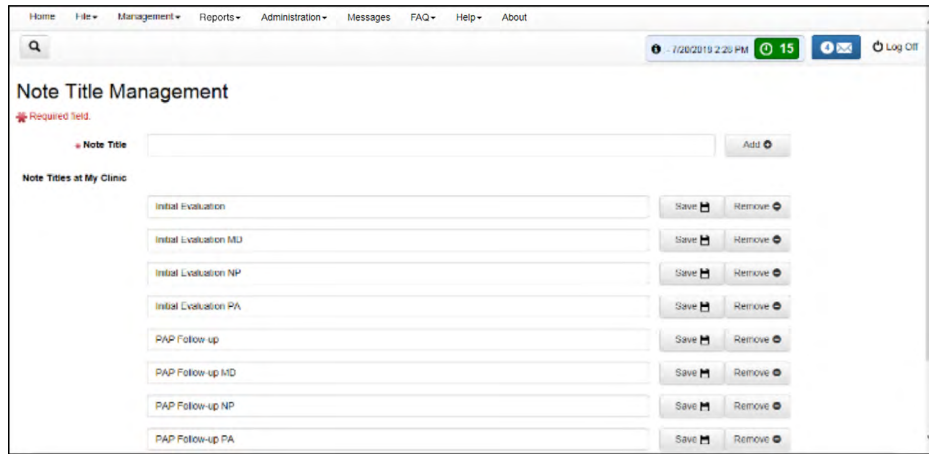 Home File Management Reports Administration Messages FAQ Help About
- 7/20/2018 2:26 PM 15 4 Log Off
Note Title Management
Required field.
Note Title Add
Note Titles at My Clinic
Initial Evaluation Save Remove
Initial Evaluation MD Save Remove
Initial Evaluation NP Save Remove
Initial Evaluation PA Save Remove
PAP Follow-up Save Remove
PAP Follow-up MD Save Remove
PAP Follow-up NP Save Remove
PAP Follow-up PA Save Remove